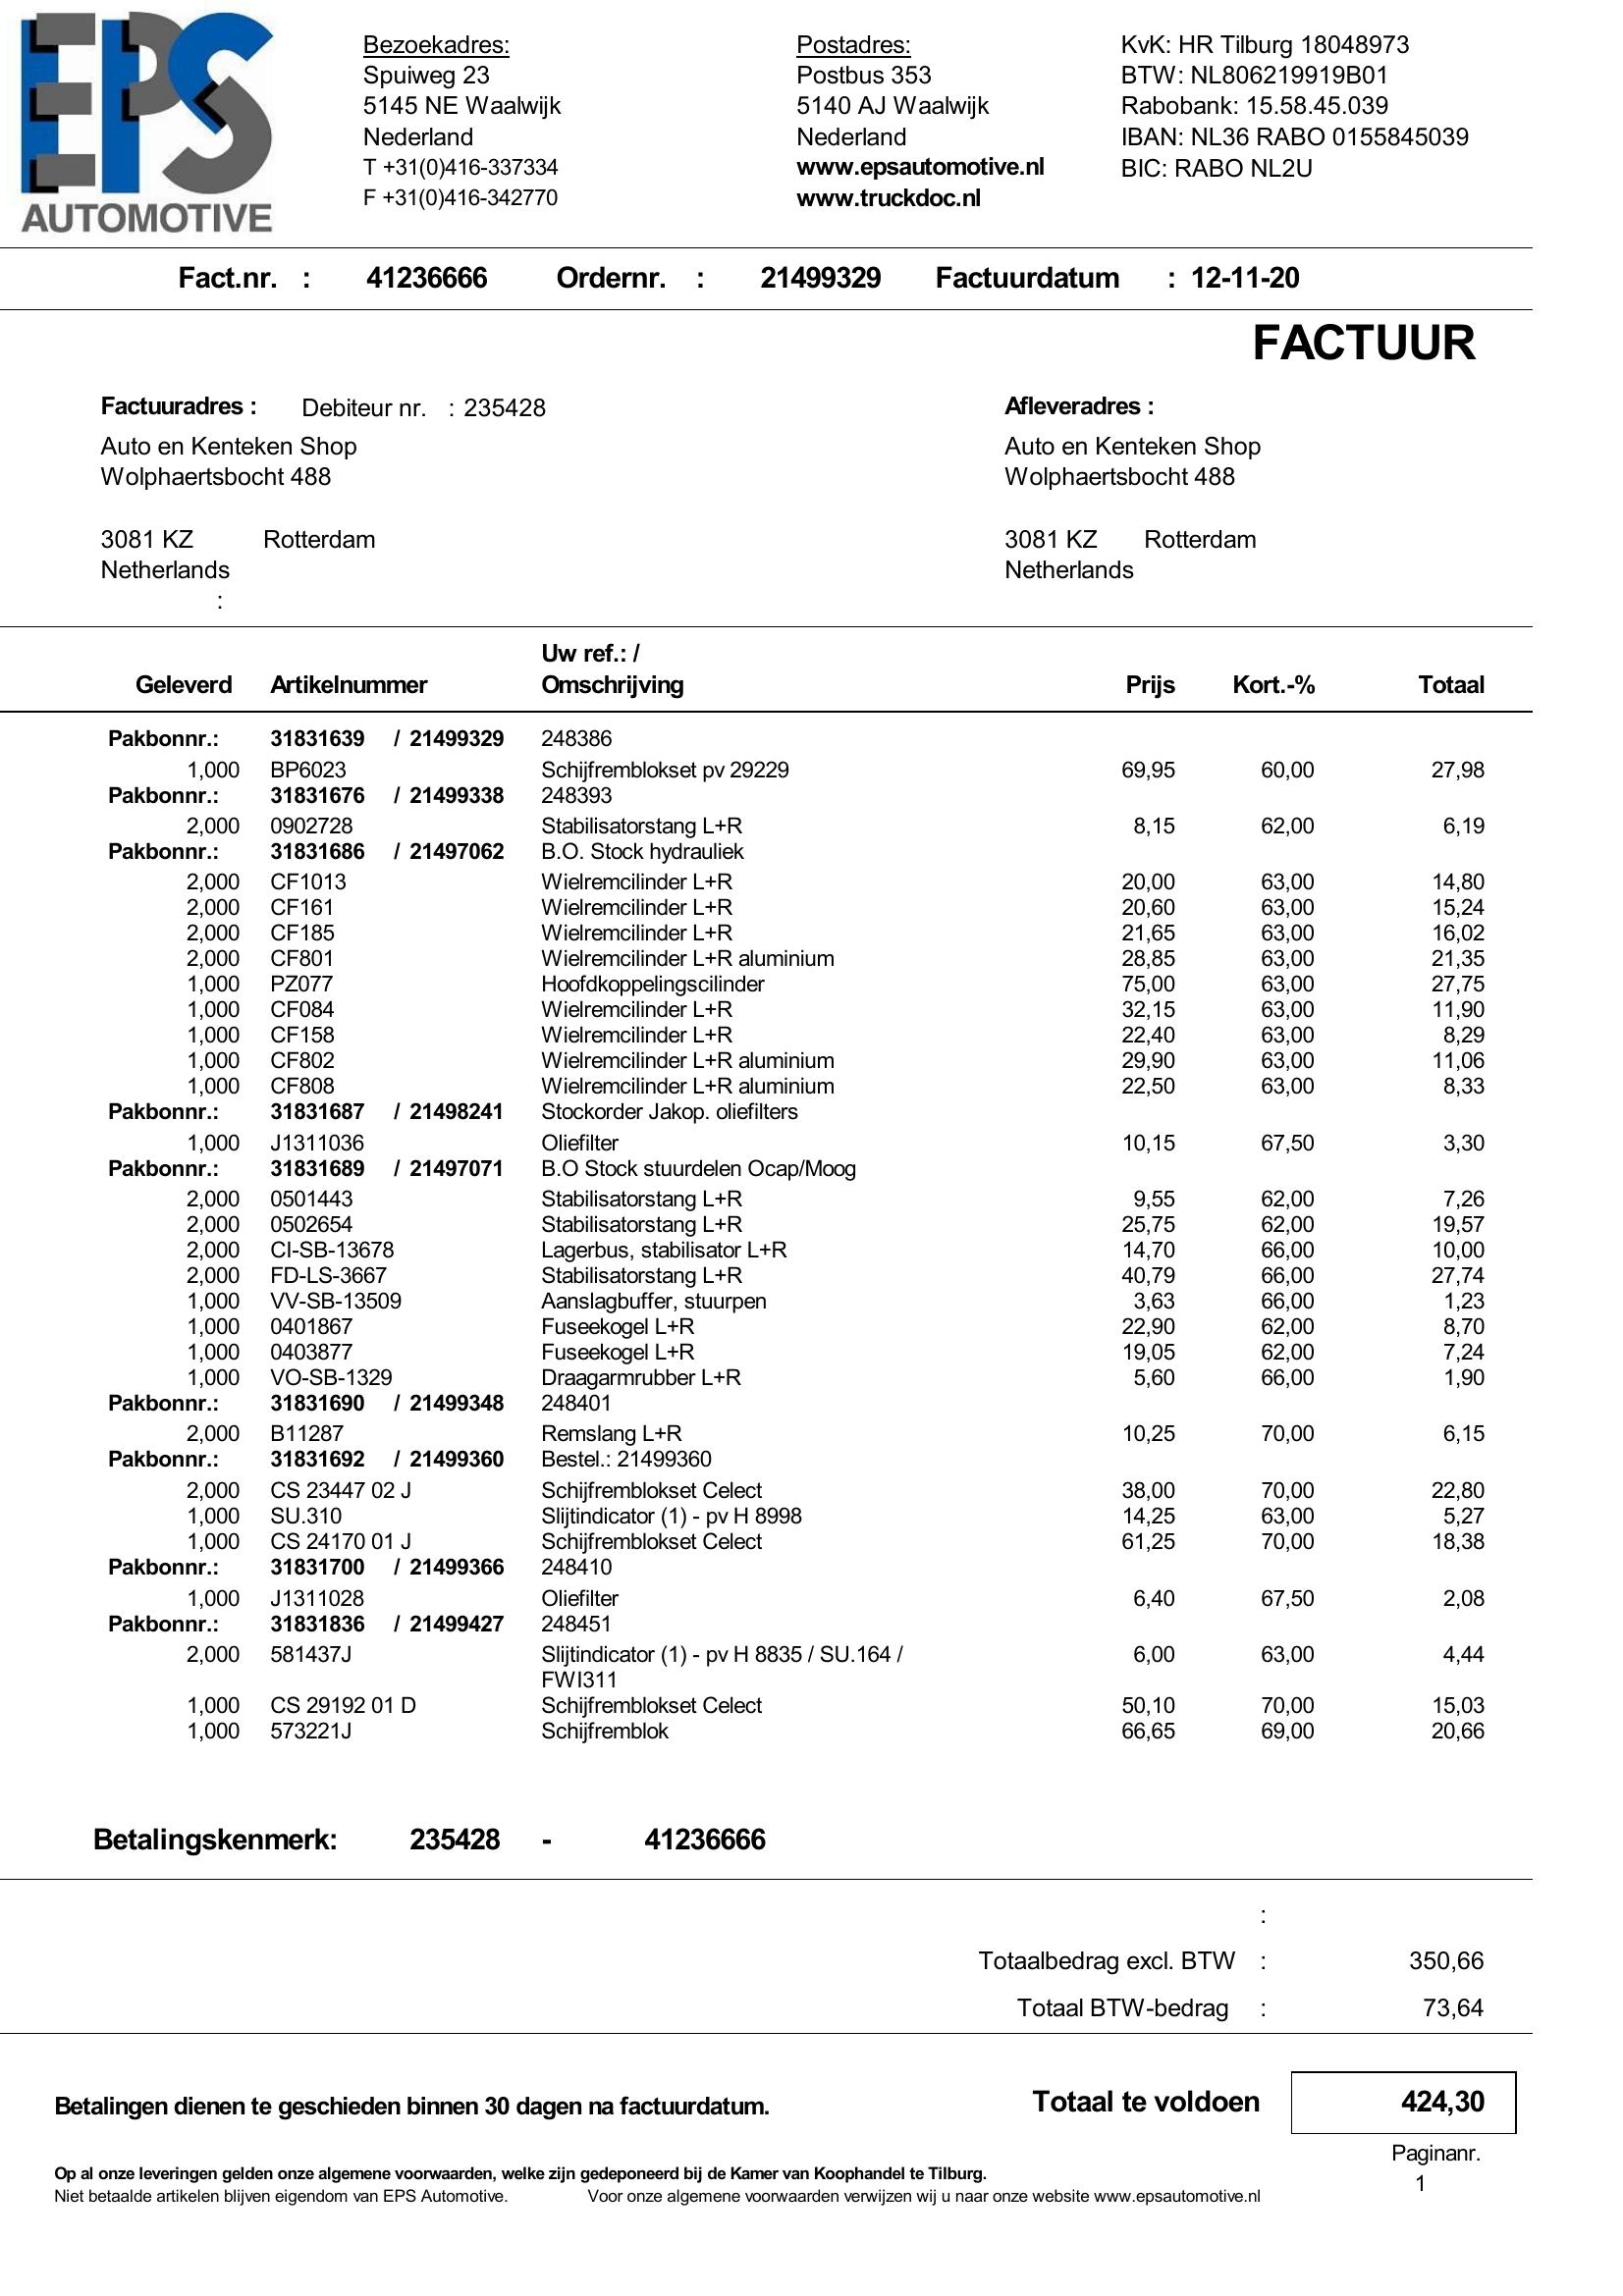 EPS
AUTOMOTIVE
Bezoekadres:
Spuiweg 23
5145 NE Waalwijk
Nederland
T +31(0)416-337334
F +31(0)416-342770
Postadres:
Postbus 353
5140 AJ Waalwijk
Nederland
www.epsautomotive.nl
www.truckdoc.nl
KvK: HR Tilburg 18048973
BTW: NL806219919B01
Rabobank: 15.58.45.039
IBAN: NL36 RABO 0155845039
BIC: RABO NL2U
Fact.nr. : 41236666 Ordernr. : 21499329 Factuurdatum : 12-11-20
FACTUUR
Factuuradres : Debiteur nr. : 235428
Auto en Kenteken Shop
Wolphaertsbocht 488
3081 KZ Rotterdam
Netherlands
:
Afleveradres :
Auto en Kenteken Shop
Wolphaertsbocht 488
3081 KZ Rotterdam
Netherlands
Uw ref.: /
Geleverd Artikelnummer Omschrijving Prijs Kort.-% Totaal
Pakbonnr.: 31831639 / 21499329 248386
1,000 BP6023 Schijfremblokset pv 29229 69,95 60,00 27,98
Pakbonnr.: 31831676 / 21499338 248393
2,000 0902728 Stabilisatorstang L+R 8,15 62,00 6,19
Pakbonnr.: 31831686 / 21497062 B.O. Stock hydrauliek
2,000 CF1013 Wielremcilinder L+R 20,00 63,00 14,80
2,000 CF161 Wielremcilinder L+R 20,60 63,00 15,24
2,000 CF185 Wielremcilinder L+R 21,65 63,00 16,02
2,000 CF801 Wielremcilinder L+R aluminium 28,85 63,00 21,35
1,000 PZ077 Hoofdkoppelingscilinder 75,00 63,00 27,75
1,000 CF084 Wielremcilinder L+R 32,15 63,00 11,90
1,000 CF158 Wielremcilinder L+R 22,40 63,00 8,29
1,000 CF802 Wielremcilinder L+R aluminium 29,90 63,00 11,06
1,000 CF808 Wielremcilinder L+R aluminium 22,50 63,00 8,33
Pakbonnr.: 31831687 / 21498241 Stockorder Jakop. oliefilters
1,000 J1311036 Oliefilter 10,15 67,50 3,30
Pakbonnr.: 31831689 / 21497071 B.O Stock stuurdelen Ocap/Moog
2,000 0501443 Stabilisatorstang L+R 9,55 62,00 7,26
2,000 0502654 Stabilisatorstang L+R 25,75 62,00 19,57
2,000 CI-SB-13678 Lagerbus, stabilisator L+R 14,70 66,00 10,00
2,000 FD-LS-3667 Stabilisatorstang L+R 40,79 66,00 27,74
1,000 VV-SB-13509 Aanslagbuffer, stuurpen 3,63 66,00 1,23
1,000 0401867 Fuseekogel L+R 22,90 62,00 8,70
1,000 0403877 Fuseekogel L+R 19,05 62,00 7,24
1,000 VO-SB-1329 Draagarmrubber L+R 5,60 66,00 1,90
Pakbonnr.: 31831690 / 21499348 248401
2,000 B11287 Remslang L+R 10,25 70,00 6,15
Pakbonnr.: 31831692 / 21499360 Bestel.: 21499360
2,000 CS 23447 02 J Schijfremblokset Celect 38,00 70,00 22,80
1,000 SU.310 Slijtindicator (1) - pv H 8998 14,25 63,00 5,27
1,000 CS 24170 01 J Schijfremblokset Celect 61,25 70,00 18,38
Pakbonnr.: 31831700 / 21499366 248410
1,000 J1311028 Oliefilter 6,40 67,50 2,08
Pakbonnr.: 31831836 / 21499427 248451
2,000 581437J Slijtindicator (1) - pv H 8835 / SU.164 / 6,00 63,00 4,44
FWI311
1,000 CS 29192 01 D Schijfremblokset Celect 50,10 70,00 15,03
1,000 573221J Schijfremblok 66,65 69,00 20,66
Betalingskenmerk: 235428 - 41236666
:
Totaalbedrag excl. BTW : 350,66
Totaal BTW-bedrag : 73,64
Betalingen dienen te geschieden binnen 30 dagen na factuurdatum. Totaal te voldoen 424,30
Paginanr.
1
Op al onze leveringen gelden onze algemene voorwaarden, welke zijn gedeponeerd bij de Kamer van Koophandel te Tilburg.
Niet betaalde artikelen blijven eigendom van EPS Automotive. Voor onze algemene voorwaarden verwijzen wij u naar onze website www.epsautomotive.nl